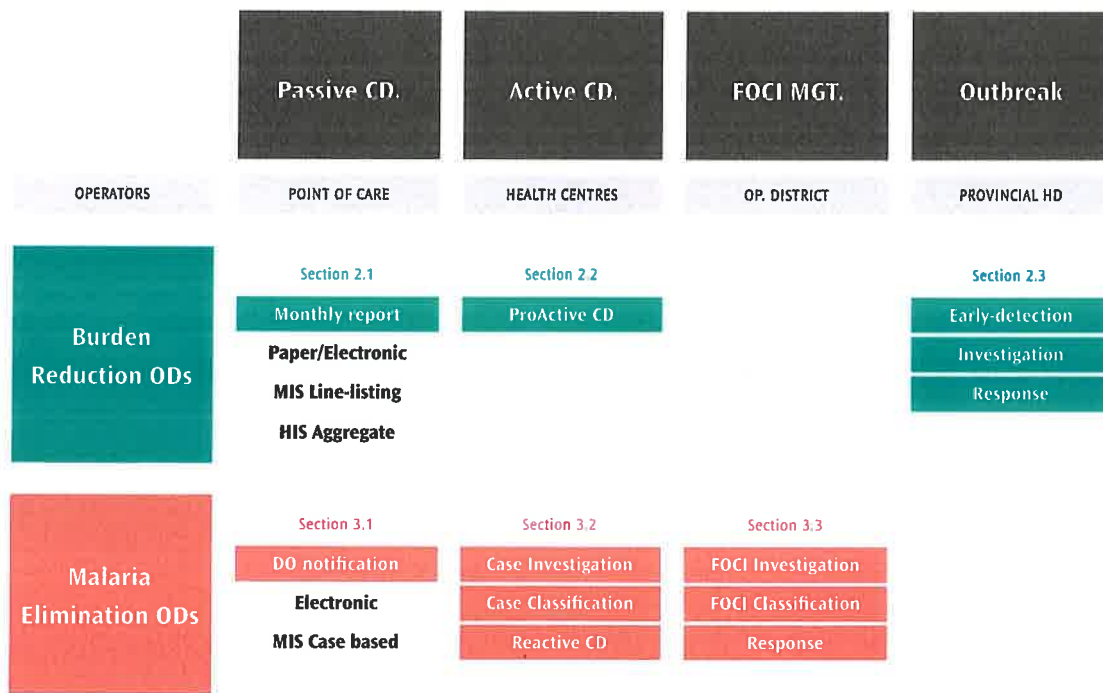 Passive CD.
Active CD.
FOCI MGT.
Outbreak
OPERATORS
POINT OF CARE
HEALTH CENTRES
OP. DISTRICT
PROVINCIAL HD
Burden
Reduction ODs
Section 2.1
Monthly report
Paper/Electronic
MIS Line-listing
HIS Aggregate
Section 2.2
ProActive CD
Section 2.3
Early-detection
Investigation
Response
Malaria
Elimination ODs
Section 3.1
DO notification
Electronic
MIS Case based
Section 3.2
Case Investigation
Case Classification
Reactive CD
Section 3.3
FOCI Investigation
FOCI Classification
Response